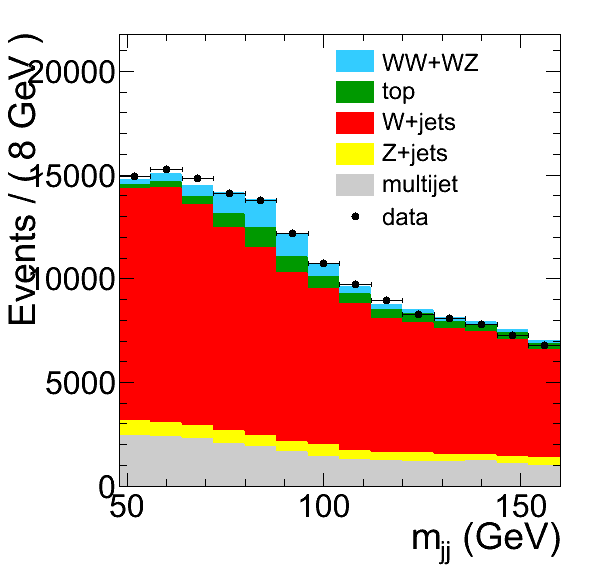 Events / ( 8 GeV )
20000
15000
10000
5000
0
WW+WZ
top
W+jets
Z+jets
multijet
data
50
100
150
m_jj (GeV)